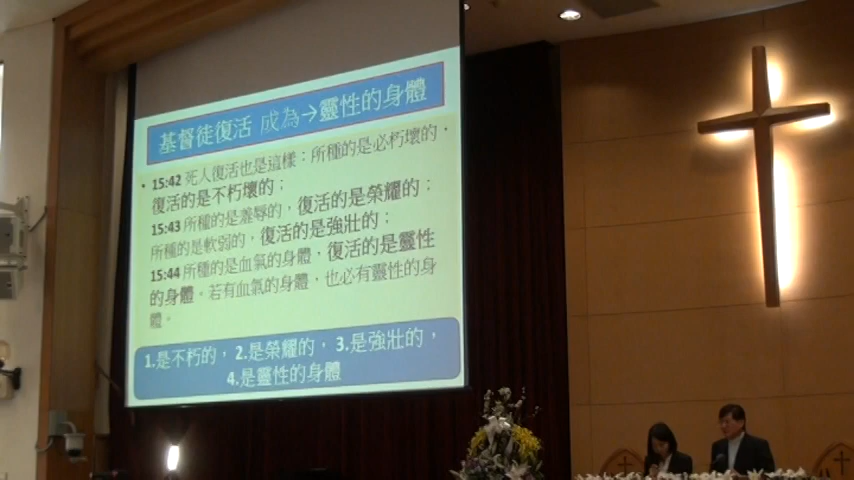 基督徒復活 成為→靈性的身體
• 15:42 死人復活也是這樣：所種的是必朽壞的，
復活的是不朽壞的；
15:43 所種的是羞辱的，復活的是榮耀的；
所種的是軟弱的，復活的是強壯的；
15:44 所種的是血氣的身體，復活的是靈性
的身體。若有血氣的身體，也必有靈性的身
體。
1.是不朽的，2.是榮耀的，3.是強壯的，
4.是靈性的身體